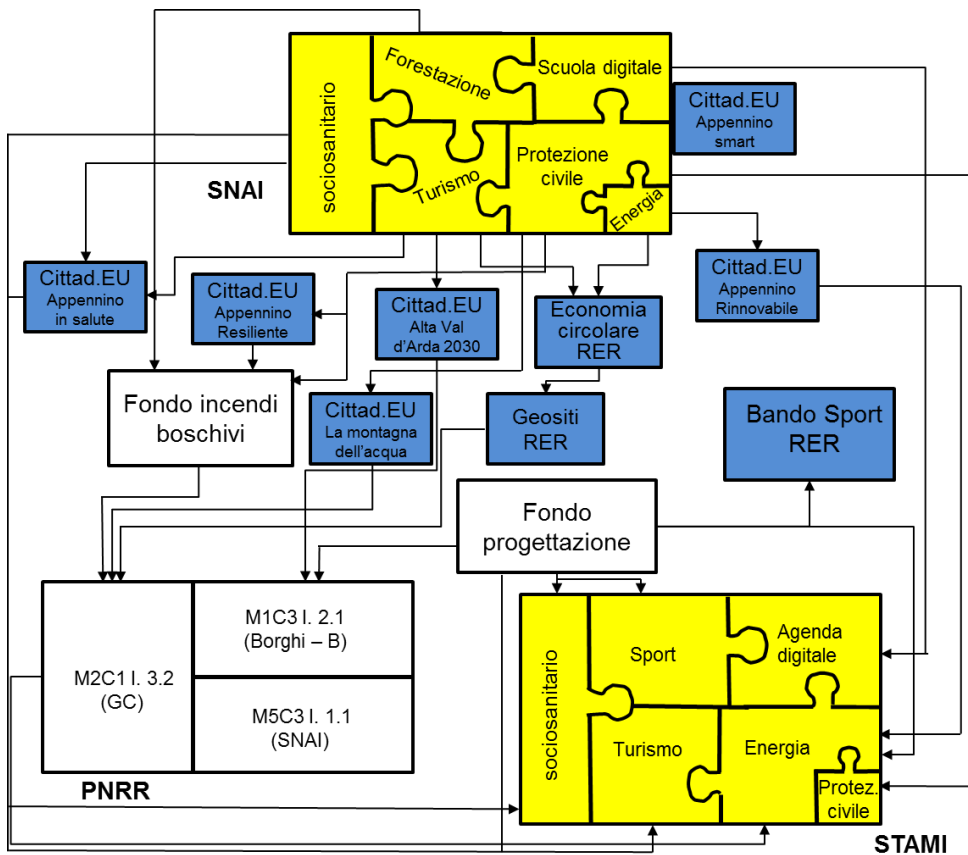 Forestazione
Scuola digitale
sociosanitario
Turismo
Protezione
civile
Energia
SNAI
Cittad.EU
Appennino
smart
Cittad.EU
Appennino
in salute
Cittad.EU
Appennino
Resiliente
Cittad.EU
Alta Val
d’Arda 2030
Economia
circolare
RER
Cittad.EU
Appennino
Rinnovabile
Fondo incendi
boschivi
Cittad.EU
La montagna
dell’acqua
Geositi
RER
Bando Sport
RER
Fondo
progettazione
M2C1 I. 3.2
(GC)
M1C3 I. 2.1
(Borghi – B)
M5C3 I. 1.1
(SNAI)
PNRR
sociosanitario
Sport
Agenda
digitale
Turismo
Energia
Protez.
civile
STAMI